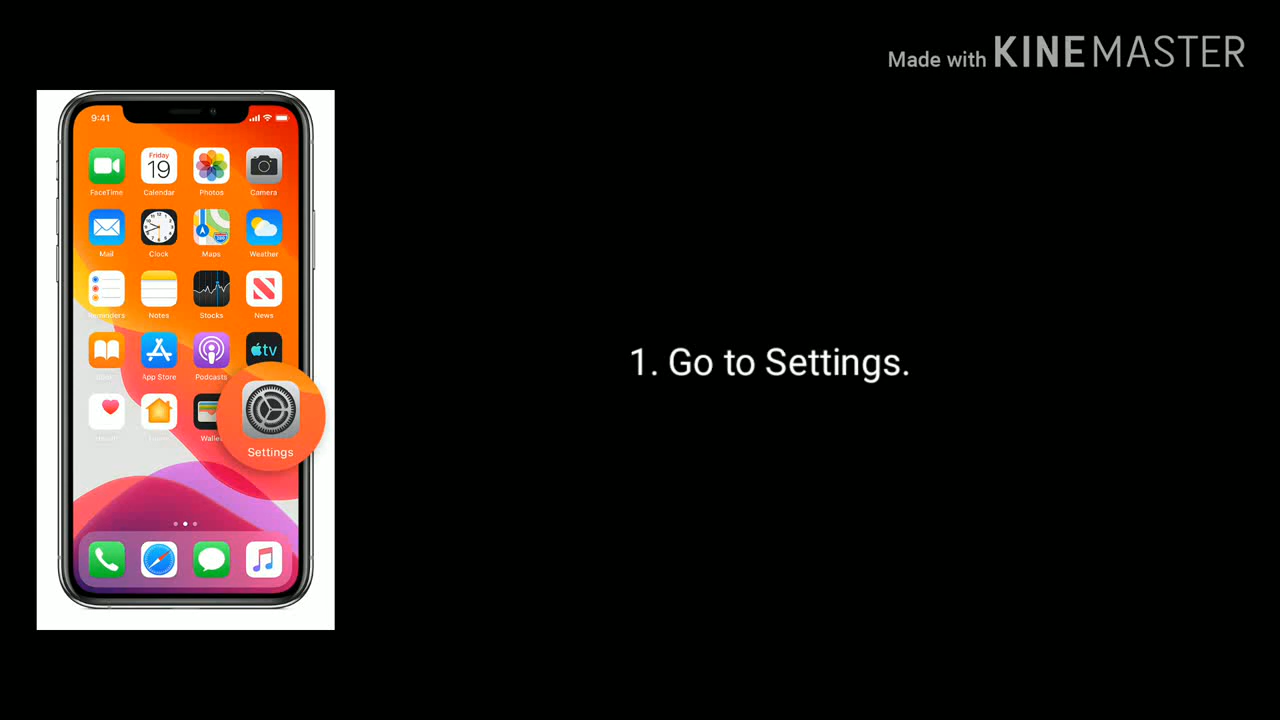 Made with KINEMASTER
9:41
Friday
19
FaceTime
Calendar
Photos
Camera
Mail
Clock
Maps
Weather
Reminders
Notes
Stocks
News
tv
App Store
Podcasts
Settings
1. Go to Settings.